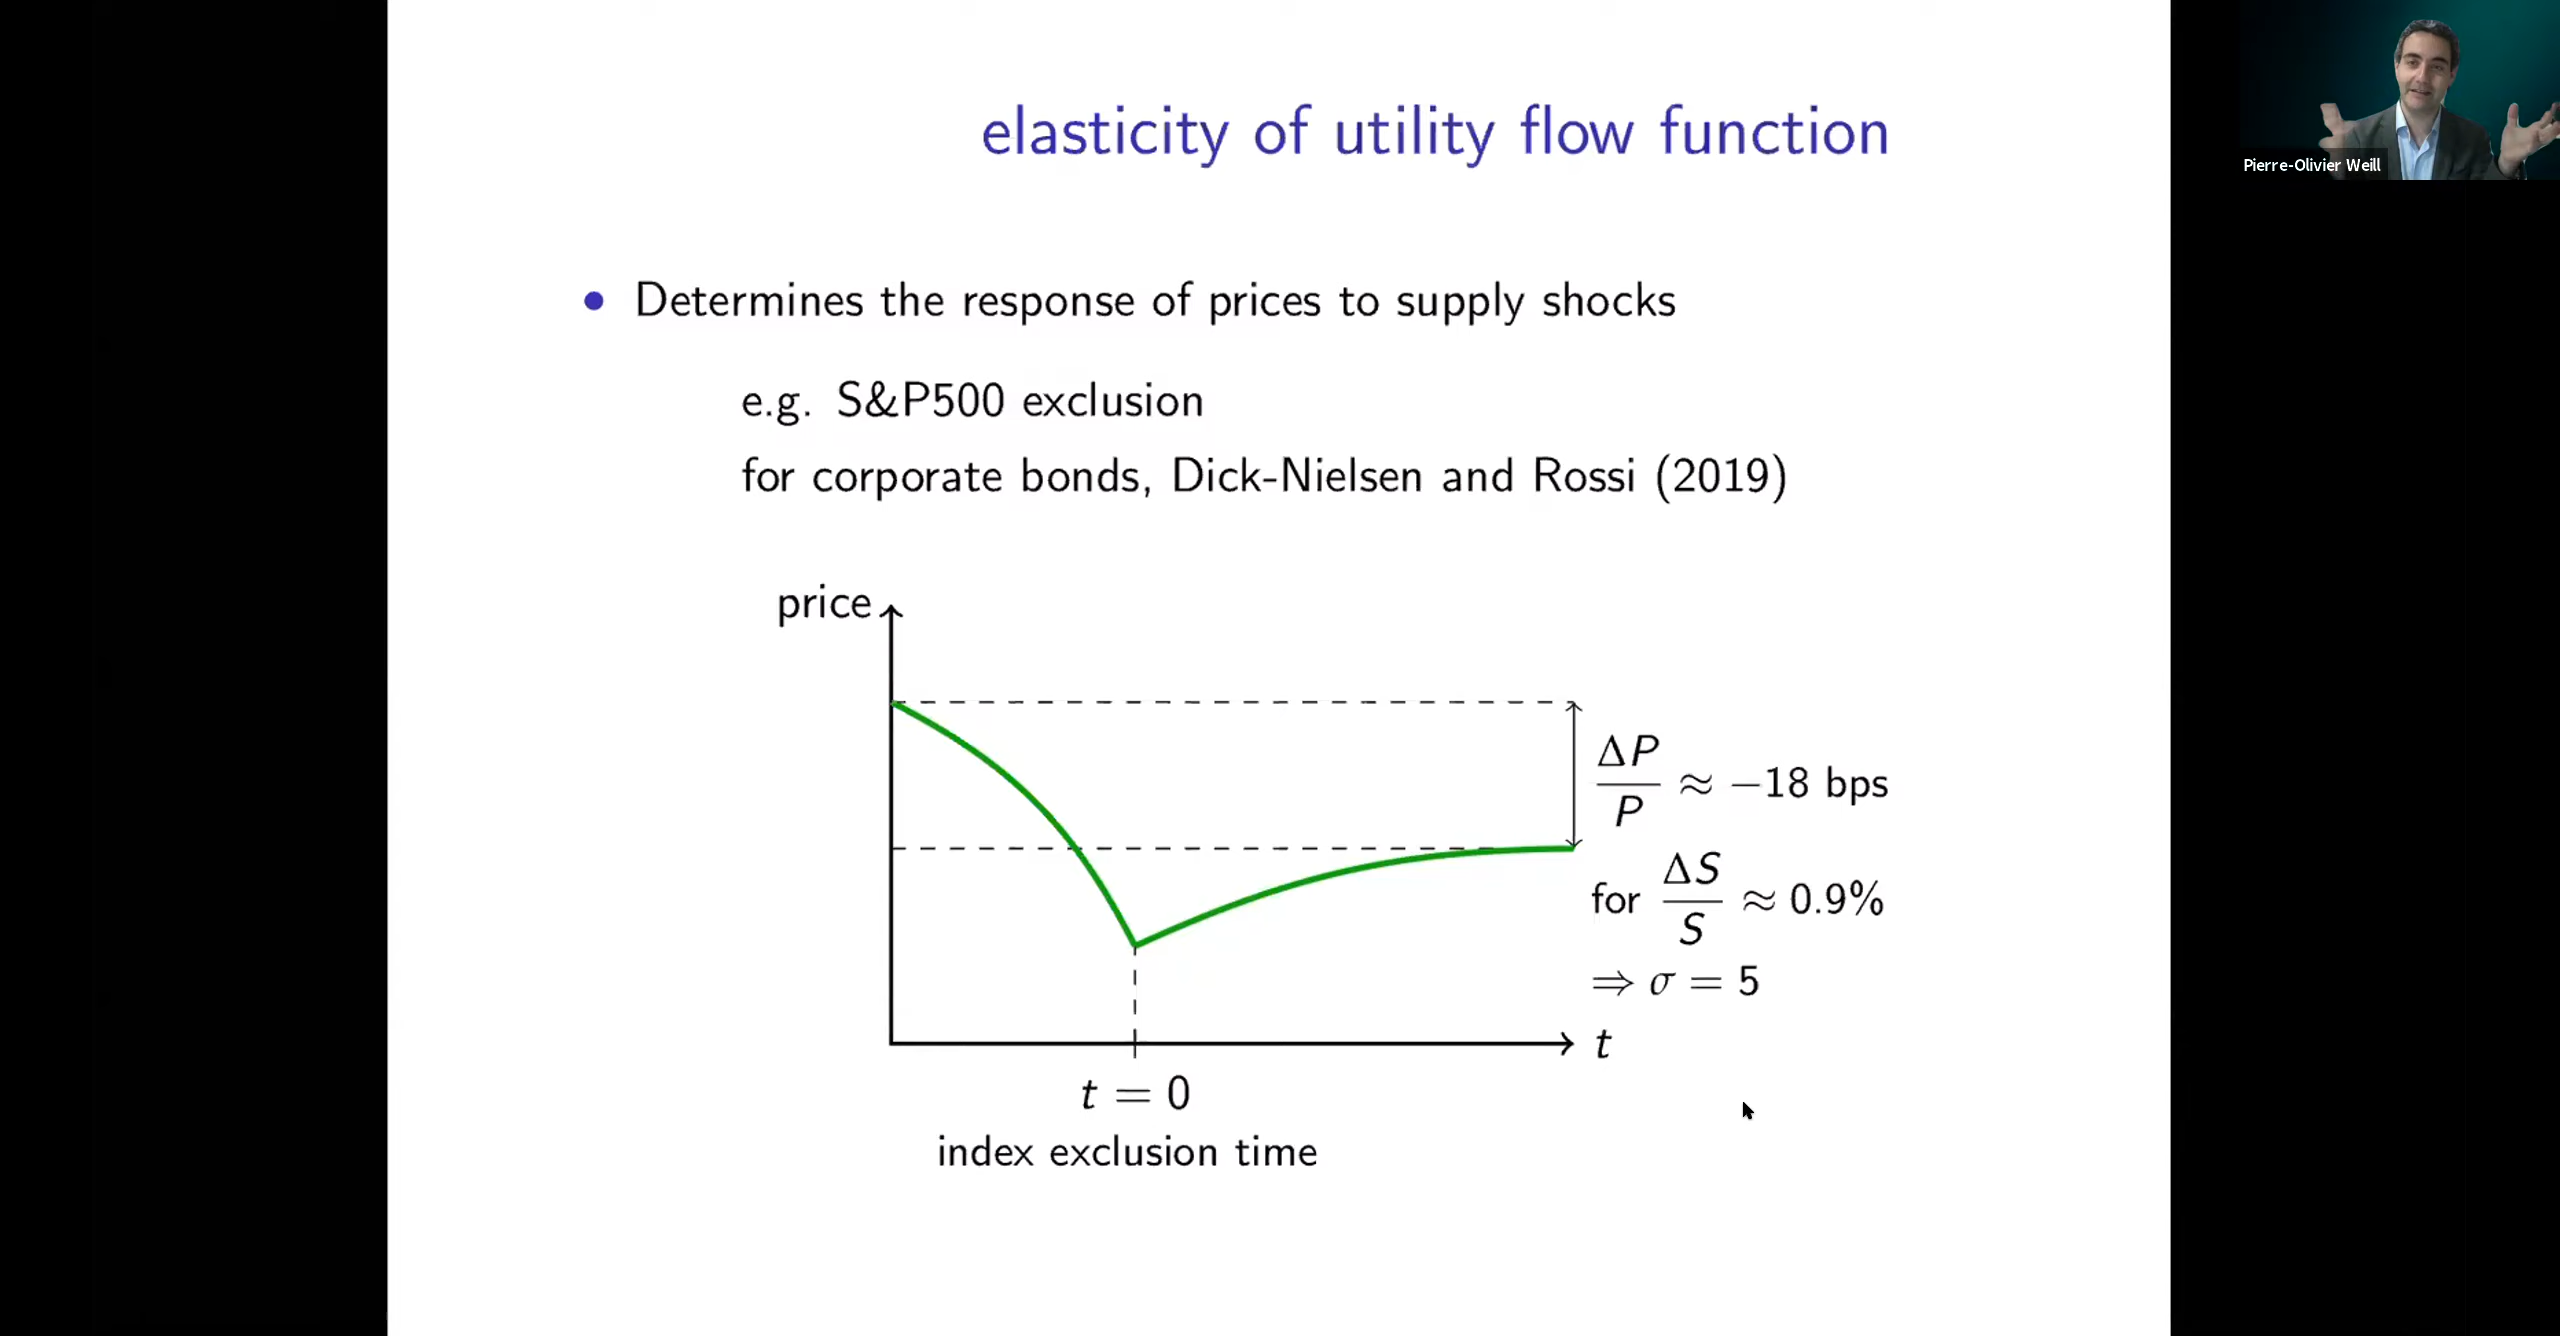 elasticity of utility flow function
Pierre-Olivier Weill
• Determines the response of prices to supply shocks
e.g. S&P500 exclusion
for corporate bonds, Dick-Nielsen and Rossi (2019)
price
ΔP/P ≈ −18 bps
for ΔS/S ≈ 0.9%
⇒ σ = 5
t
t = 0
index exclusion time